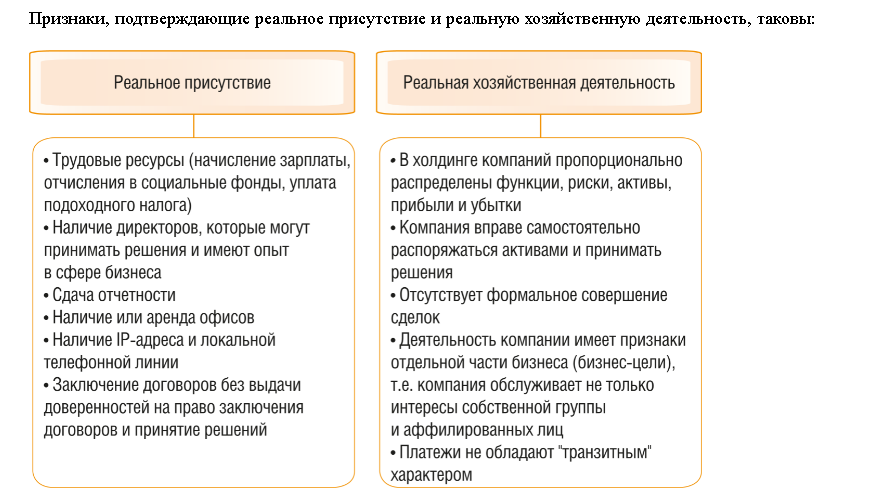 Признаки, подтверждающие реальное присутствие и реальную хозяйственную деятельность, таковы:
Реальное присутствие
• Трудовые ресурсы (начисление зарплаты,
отчисления в социальные фонды, уплата
подоходного налога)
• Наличие директоров, которые могут
принимать решения и имеют опыт
в сфере бизнеса
• Сдача отчетности
• Наличие или аренда офисов
• Наличие IP-адреса и локальной
телефонной линии
• Заключение договоров без выдачи
доверенностей на право заключения
договоров и принятие решений
Реальная хозяйственная деятельность
• В холдинге компаний пропорционально
распределены функции, риски, активы,
прибыли и убытки
• Компания вправе самостоятельно
распоряжаться активами и принимать
решения
• Отсутствует формальное совершение
сделок
• Деятельность компании имеет признаки
отдельной части бизнеса (бизнес-цели),
т.е. компания обслуживает не только
интересы собственной группы
и аффилированных лиц
• Платежи не обладают "транзитным"
характером